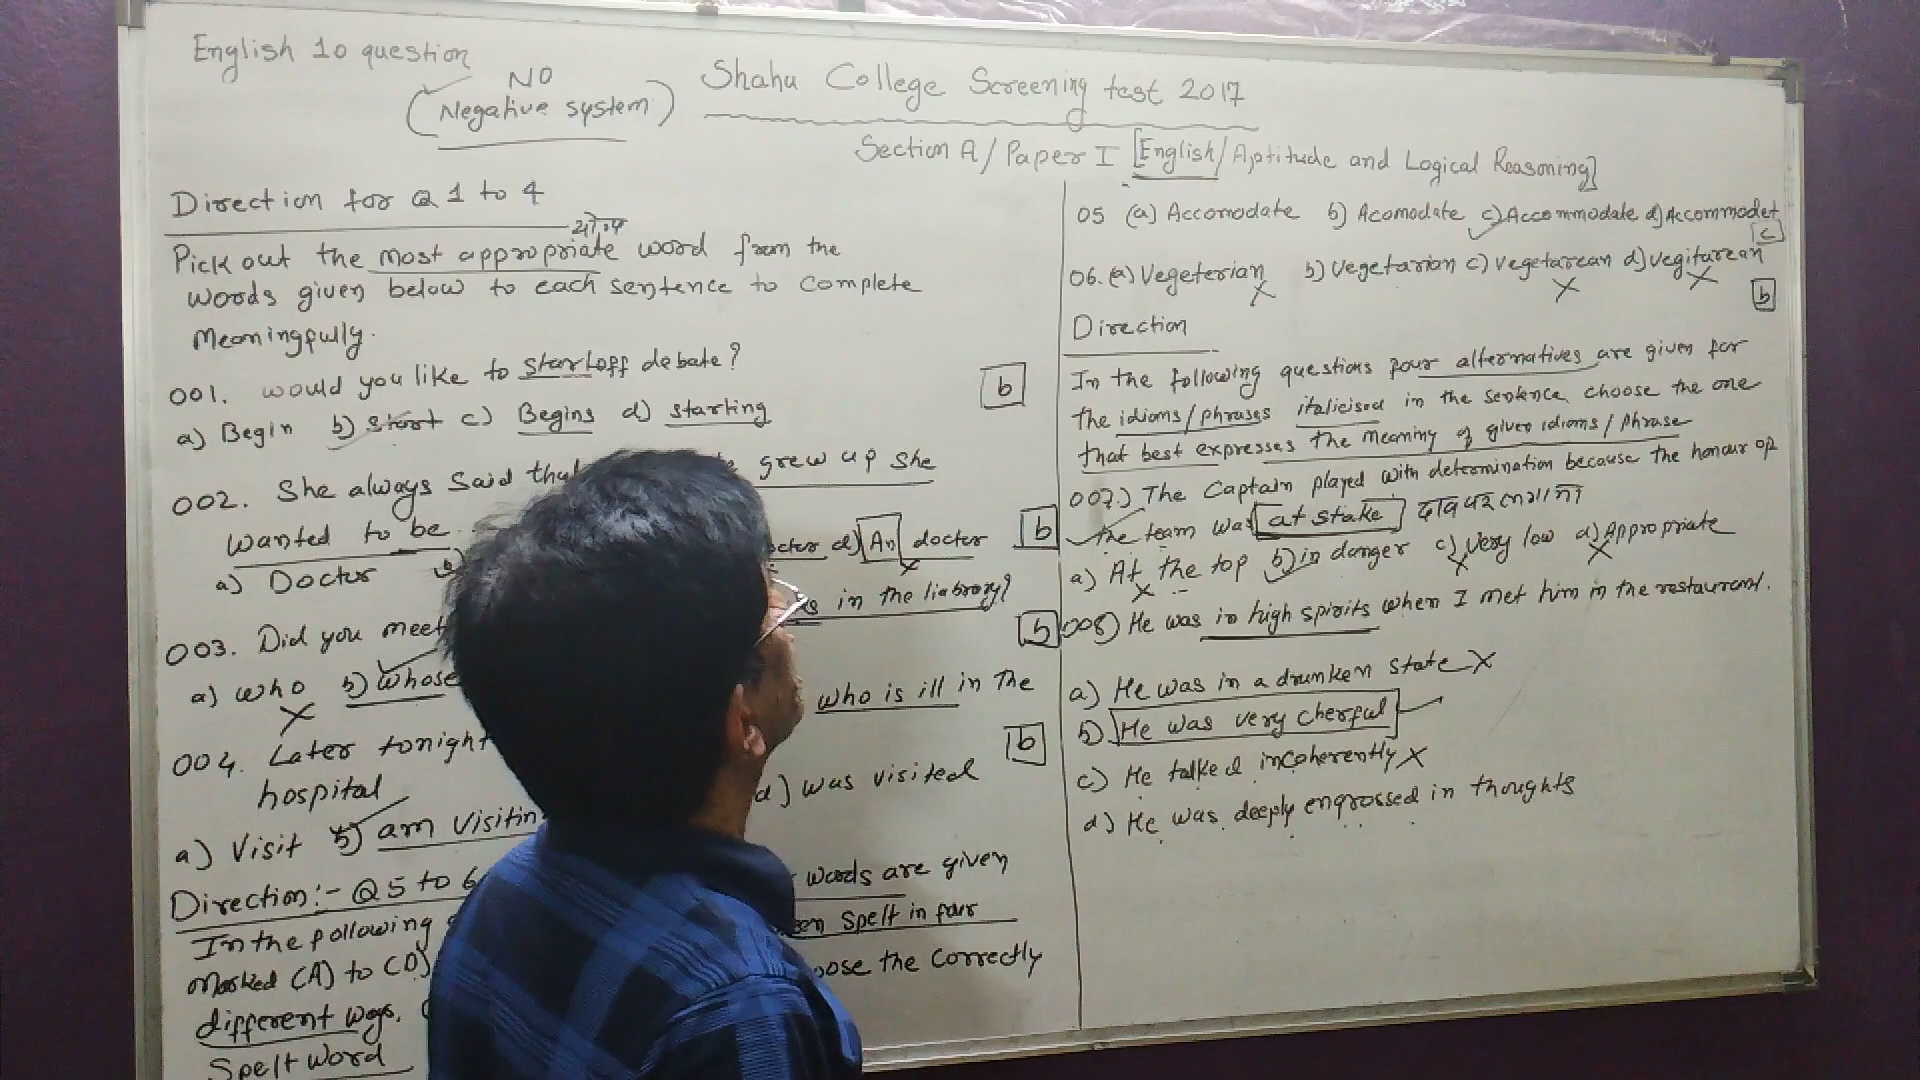 English 10 question
NO
(Negative system)
Shahu College Screening test 2017
Section A/Paper I [English/Aptitude and Logical Reasoning]
Direction for Q 1 to 4
योग्य
Pick out the most appropriate word from the
words given below to each sentence to complete
Meaningfully.
001. would you like to start off debate?
b
a) Begin b) start c) Begins d) starting
002. She always said that grew up she
wanted to be
b
a) Doctor b) d) An doctor
003. Did you meet in the liabrory?
b
a) who b) whose
004. Later tonight who is ill in the
hospital
b
a) Visit b) am visiting d) was visited
Direction:- Q5 to 6 words are given
In the following spelt in four
Marked (A) to (D) the correctly
different ways.
Spelt word
05 (a) Accomodate b) Acomodate c) Accommodate d) Accommodet
c
06. (a) Vegeterian b) Vegetarian c) Vegetarean d) Vegitarean
b
Direction
In the following questions four alternatives are given for
the idioms/phrases italicised in the sentence choose the one
that best expresses the meaning of given idioms/Phrase
007.) The Captain played with determination because the honour of
the team was at stake दावपर लागाना
a) At the top b) in danger c) Very low d) Appropriate
008) He was in high spirits when I met him in the restaurent.
a) He was in a drunken state
b) He was very cherful
c) He talked incoherently
d) He was deeply engrossed in thoughts